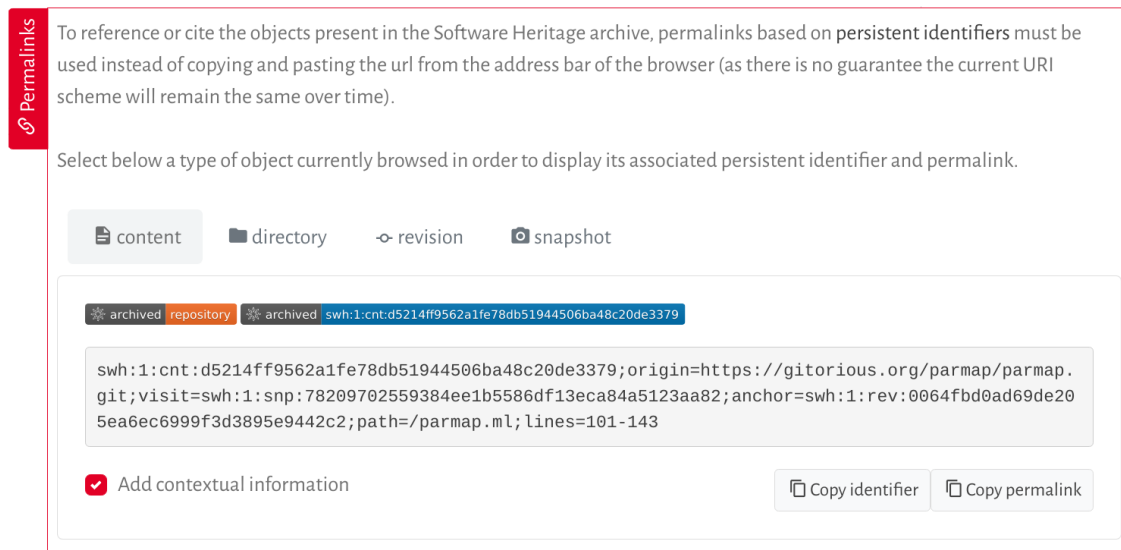 Permalinks
To reference or cite the objects present in the Software Heritage archive, permalinks based on persistent identifiers must be
used instead of copying and pasting the url from the address bar of the browser (as there is no guarantee the current URI
scheme will remain the same over time).
Select below a type of object currently browsed in order to display its associated persistent identifier and permalink.
content directory revision snapshot
archived repository archived swh:1:cnt:d5214ff9562a1fe78db51944506ba48c20de3379
swh:1:cnt:d5214ff9562a1fe78db51944506ba48c20de3379;origin=https://gitorious.org/parmap/parmap.
git;visit=swh:1:snp:78209702559384ee1b5586df13eca84a5123aa82;anchor=swh:1:rev:0064fbd0ad69de20
5ea6ec6999f3d3895e9442c2;path=/parmap.ml;lines=101-143
Add contextual information Copy identifier Copy permalink